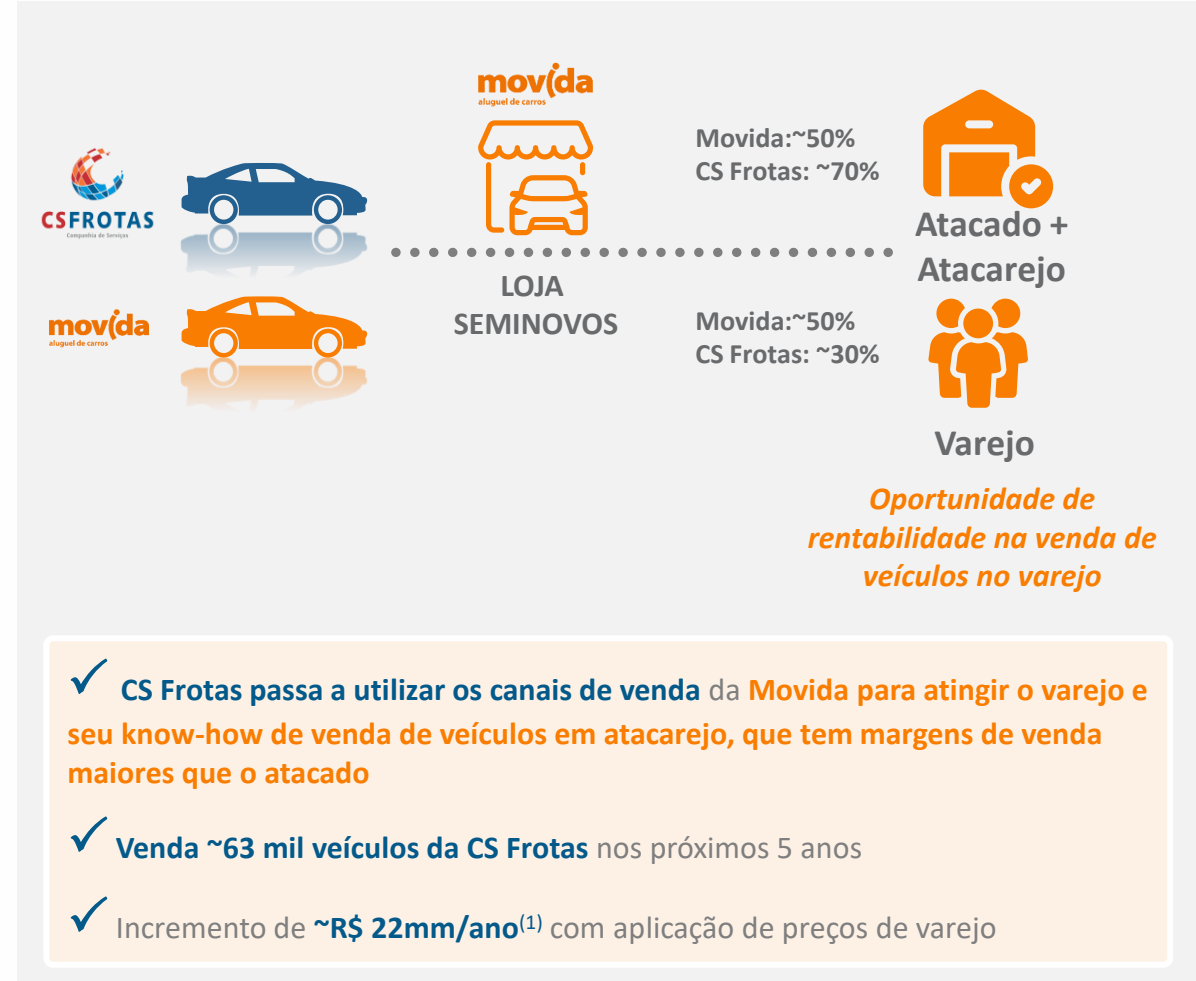 movida
aluguel de carros
Movida:~50%
CS Frotas: ~70%
CSFROTAS
Companhia de Serviços
Atacado +
Atacarejo
LOJA
SEMINOVOS
movida
aluguel de carros
Movida:~50%
CS Frotas: ~30%
Varejo
Oportunidade de
rentabilidade na venda de
veículos no varejo
✓ CS Frotas passa a utilizar os canais de venda da Movida para atingir o varejo e
seu know-how de venda de veículos em atacarejo, que tem margens de venda
maiores que o atacado
✓ Venda ~63 mil veículos da CS Frotas nos próximos 5 anos
✓ Incremento de ~R$ 22mm/ano(1) com aplicação de preços de varejo